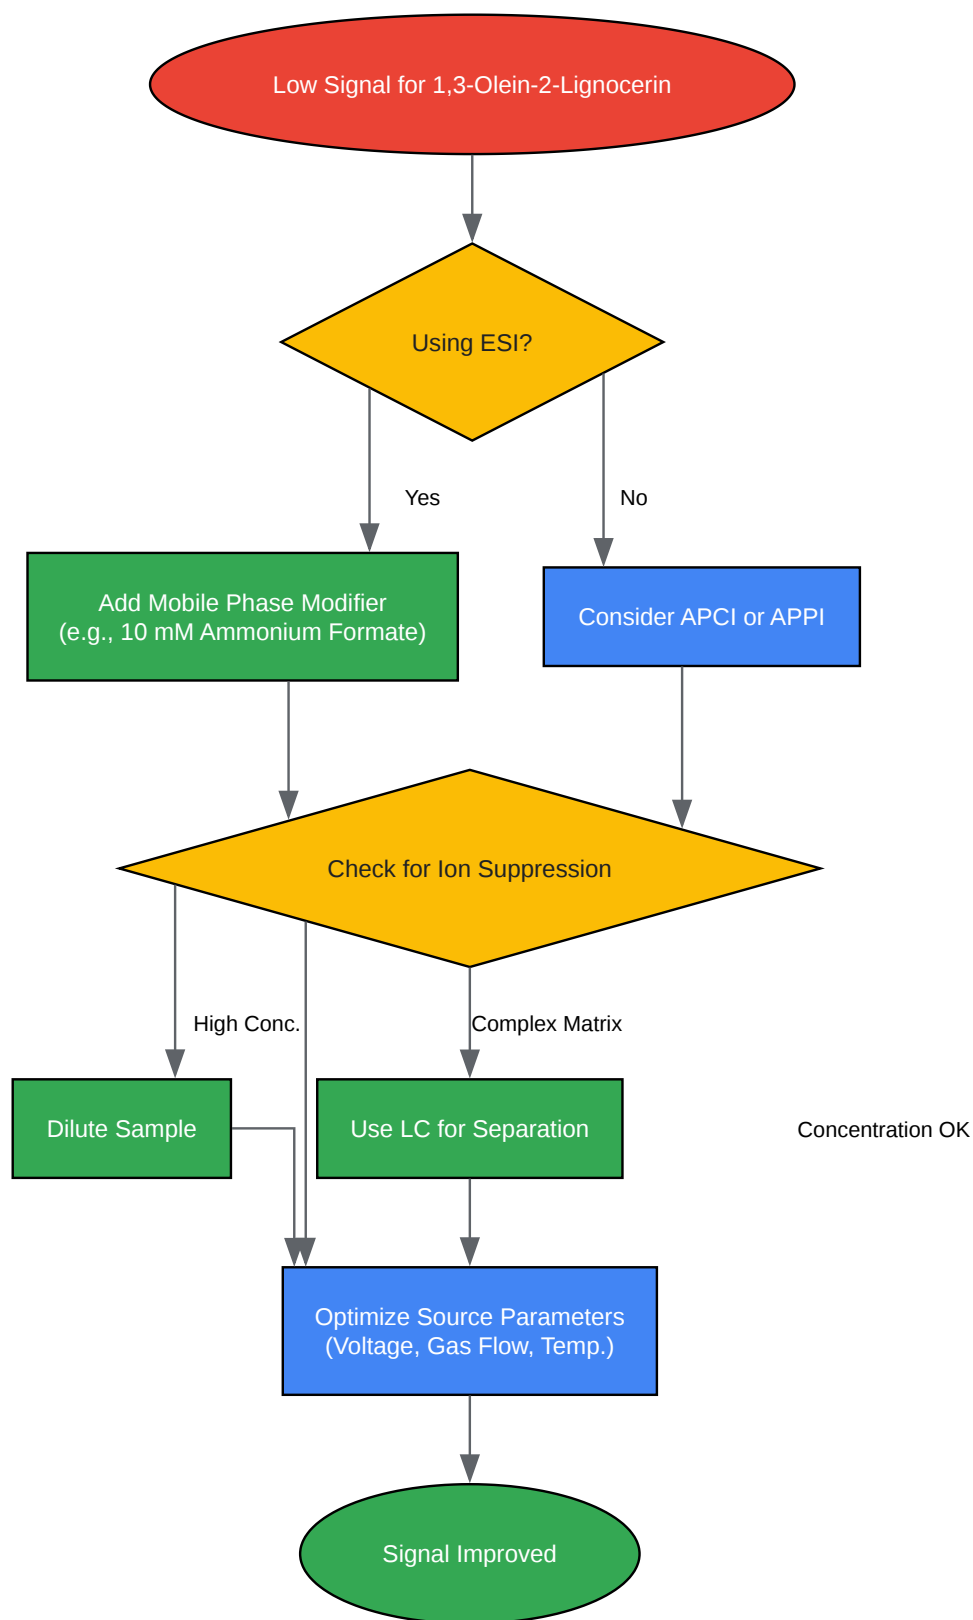 Low Signal for 1,3-Olein-2-Lignocerin
Using ESI?
Yes
No
Add Mobile Phase Modifier
(e.g., 10 mM Ammonium Formate)
Consider APCI or APPI
Check for Ion Suppression
High Conc.
Complex Matrix
Dilute Sample
Use LC for Separation
Concentration OK
Optimize Source Parameters
(Voltage, Gas Flow, Temp.)
Signal Improved